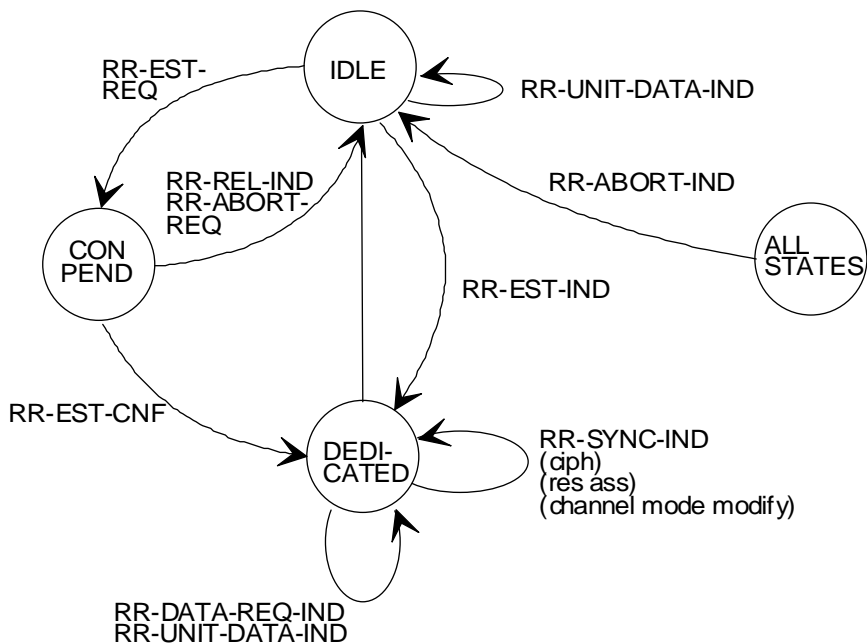 IDLE
RR-EST-
REQ
RR-UNIT-DATA-IND
RR-REL-IND
RR-ABORT-
REQ
RR-ABORT-IND
CON
PEND
ALL
STATES
RR-EST-IND
RR-EST-CNF
DEDI-
CATED
RR-SYNC-IND
(ciph)
(res ass)
(channel mode modify)
RR-DATA-REQ-IND
RR-UNIT-DATA-IND